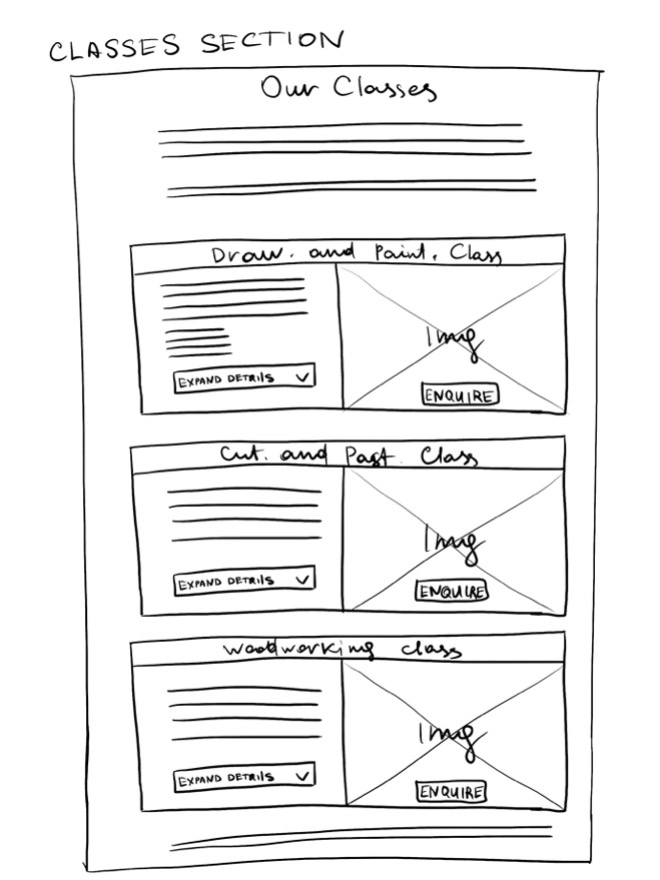 CLASSES SECTION
Our Classes
Draw. and Paint. Class
EXPAND DETAILS
Img
ENQUIRE
Cut. and Past. Class
EXPAND DETAILS
Img
ENQUIRE
Woodworking class
EXPAND DETAILS
Img
ENQUIRE